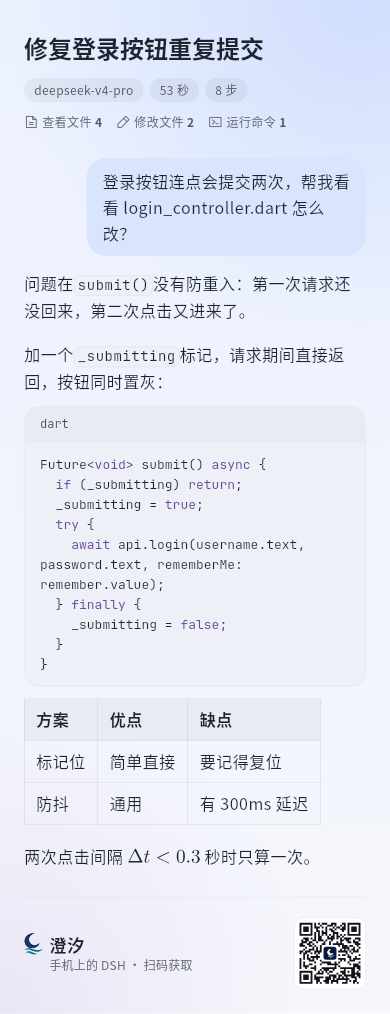 修复登录按钮重复提交
deepseek-v4-pro 53 秒 8 步
查看文件 4 修改文件 2 运行命令 1
登录按钮连点会提交两次，帮我看
看 login_controller.dart 怎么
改？
问题在 submit() 没有防重入：第一次请求还
没回来，第二次点击又进来了。
加一个 _submitting 标记，请求期间直接返
回，按钮同时置灰：
dart
Future<void> submit() async {
  if (_submitting) return;
  _submitting = true;
  try {
    await api.login(username.text,
password.text, rememberMe:
remember.value);
  } finally {
    _submitting = false;
  }
}
方案 优点 缺点
标记位 简单直接 要记得复位
防抖 通用 有 300ms 延迟
两次点击间隔 Δt < 0.3 秒时只算一次。
澄汐
手机上的 DSH · 扫码获取